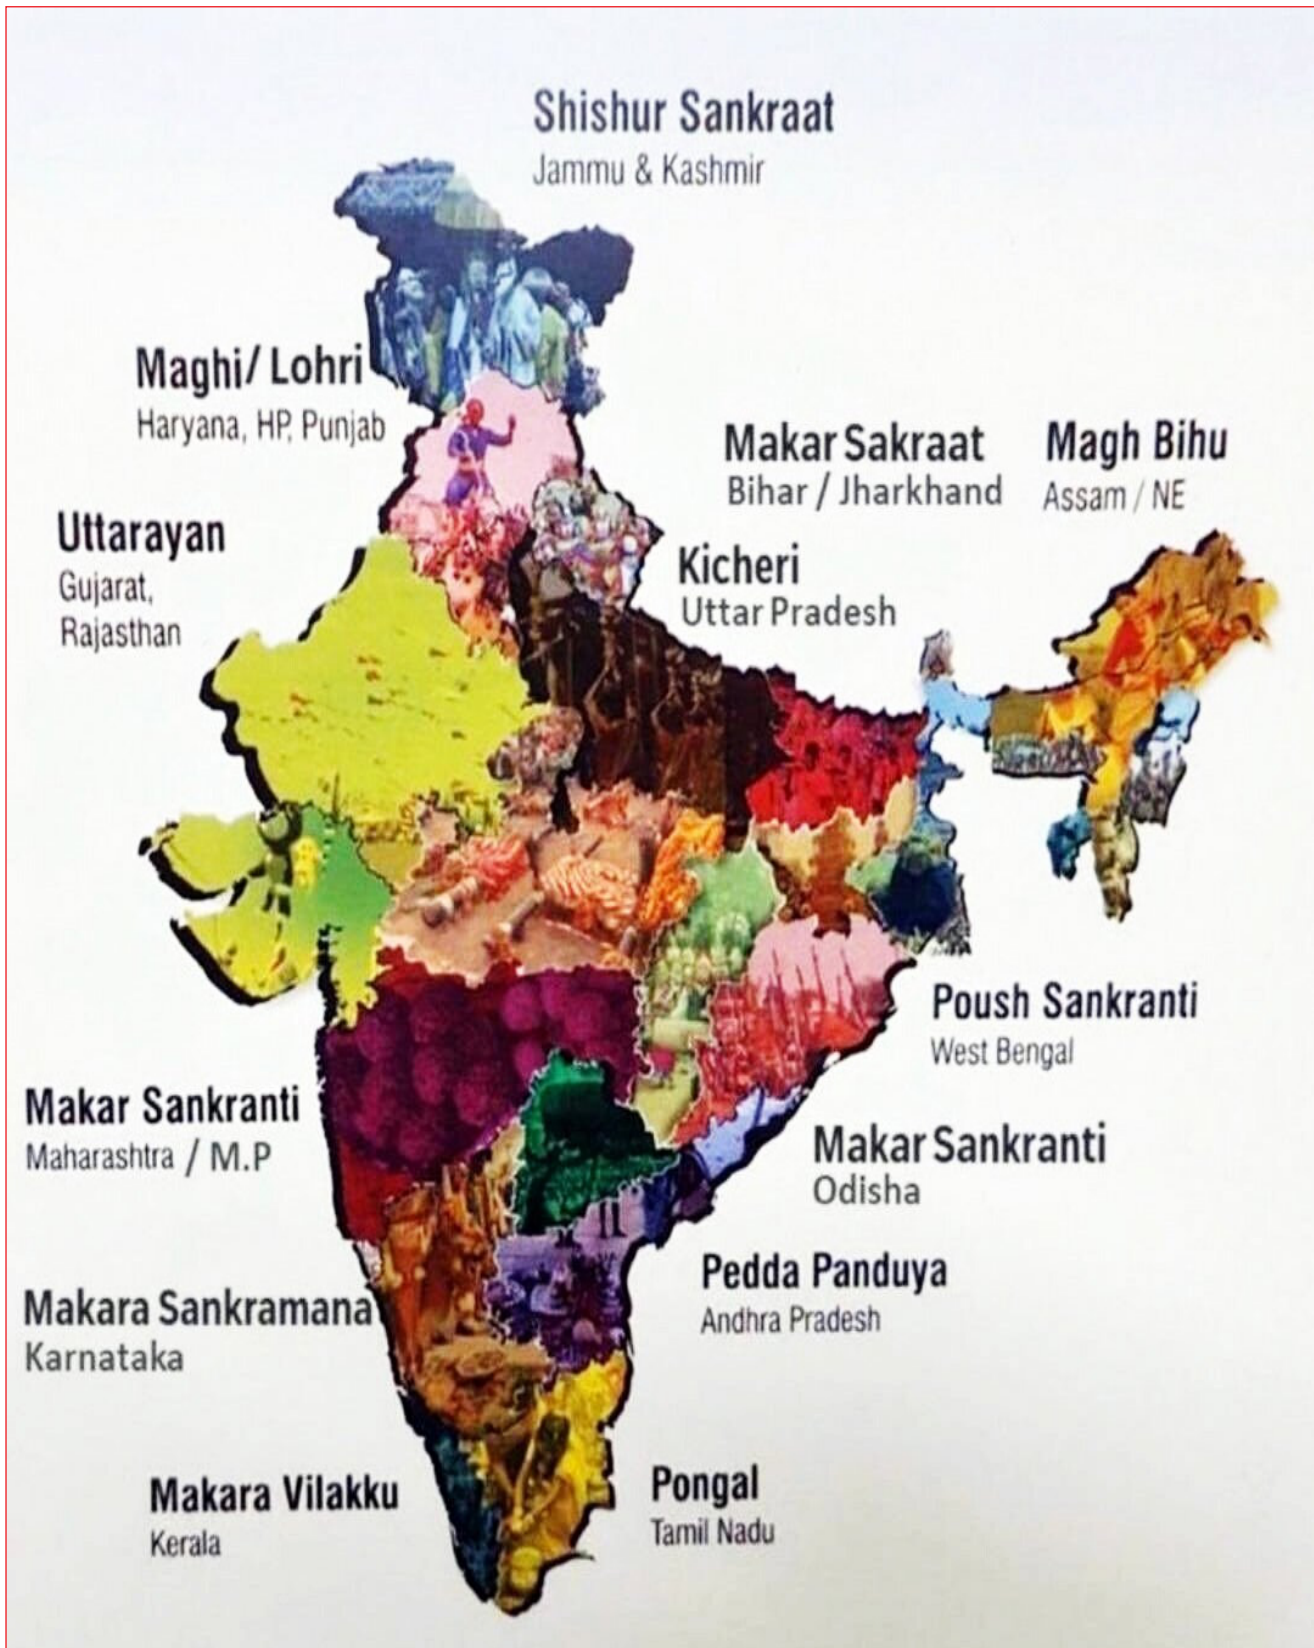 Shishur Sankraat
Jammu & Kashmir
Maghi/ Lohri
Haryana, HP, Punjab
Makar Sakraat
Bihar / Jharkhand
Magh Bihu
Assam / NE
Uttarayan
Gujarat,
Rajasthan
Kicheri
Uttar Pradesh
Poush Sankranti
West Bengal
Makar Sankranti
Maharashtra / M.P
Makar Sankranti
Odisha
Pedda Panduya
Andhra Pradesh
Makara Sankramana
Karnataka
Makara Vilakku
Kerala
Pongal
Tamil Nadu